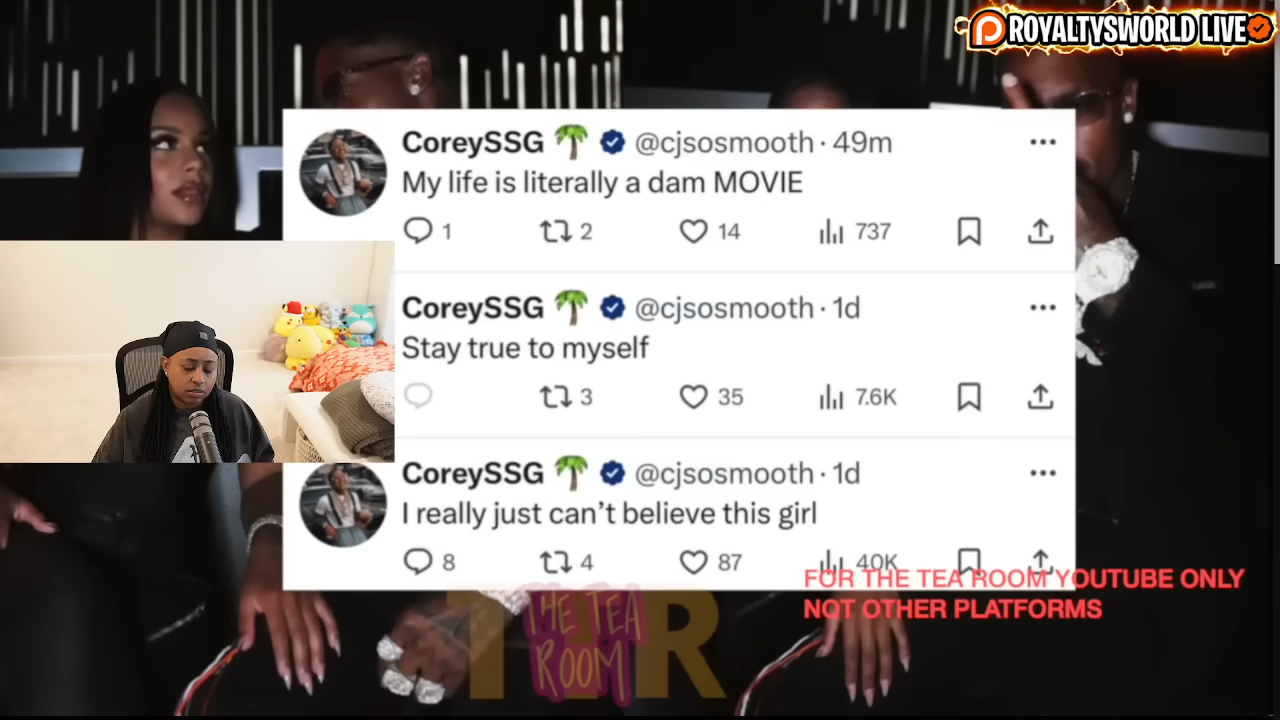 ROYALTYSWORLD LIVE
CoreySSG @cjsosmooth · 49m
My life is literally a dam MOVIE
1 2 14 737
CoreySSG @cjsosmooth · 1d
Stay true to myself
3 35 7.6K
CoreySSG @cjsosmooth · 1d
I really just can't believe this girl
8 4 87 40K
FOR THE TEA ROOM YOUTUBE ONLY
NOT OTHER PLATFORMS
T R
THE TEA
ROOM